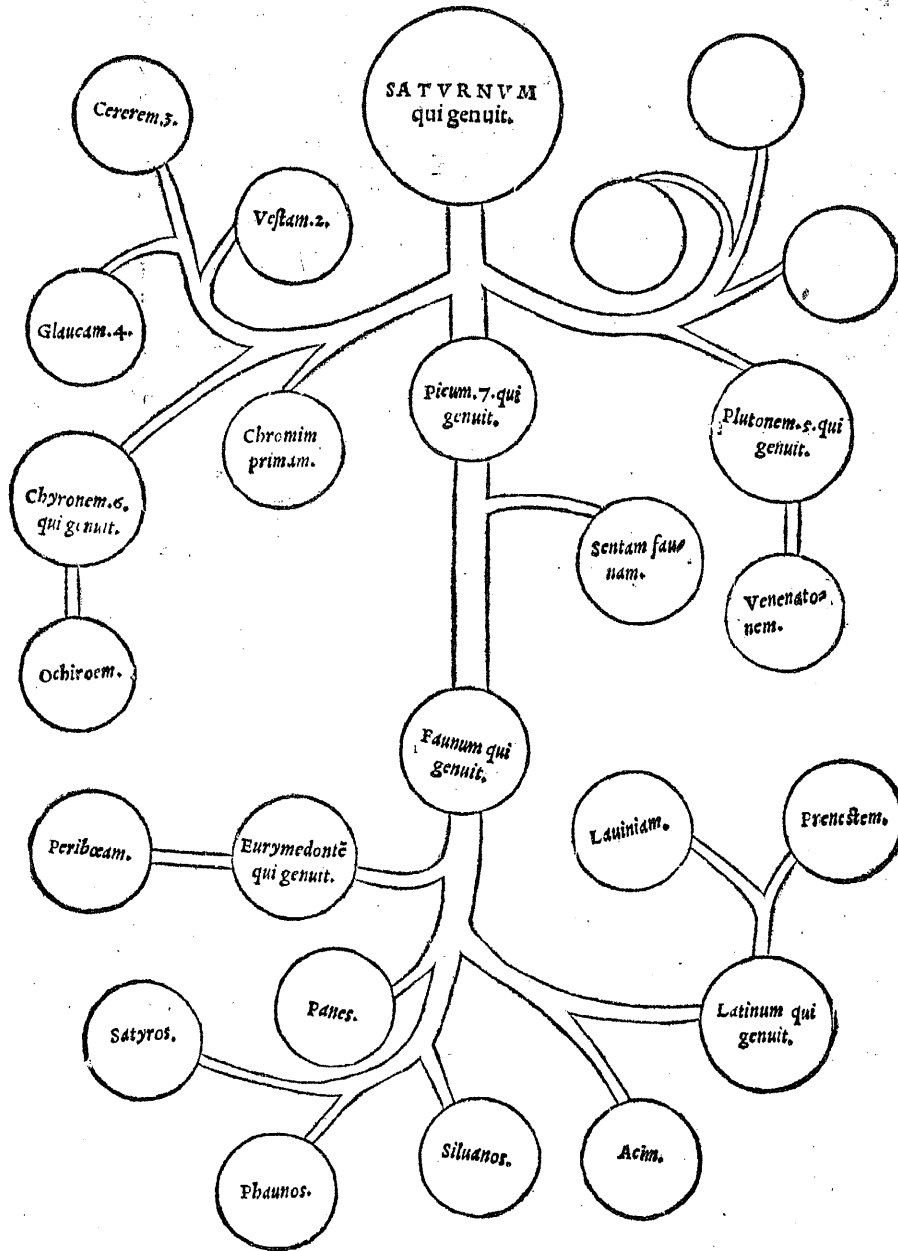 SATVRNVM
qui genuit.
Cererem.3.
Vestam.2.
Glaucam.4.
Picum.7.qui
genuit.
Plutonem.5.qui
genuit.
Chromim
primam.
Chyronem.6.
qui genuit.
Sentam fau⸗
nam.
Venenato⸗
nem.
Ochiroem.
Faunum qui
genuit.
Lauiniam.
Prenestem.
Peribœam.
Eurymedontē
qui genuit.
Panes.
Latinum qui
genuit.
Satyros.
Siluanos.
Acim.
Phaunos.